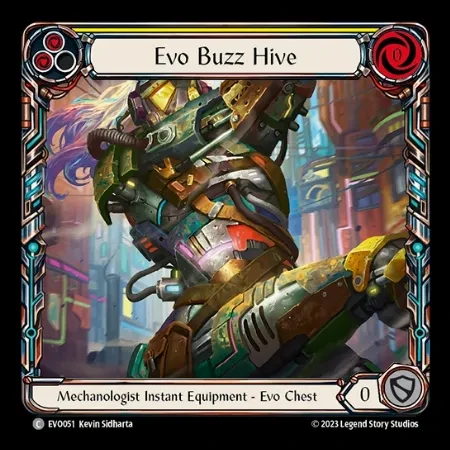 Evo Buzz Hive
0
Mechanologist Instant Equipment - Evo Chest
0
C EVO051 Kevin Sidharta
© 2023 Legend Story Studios